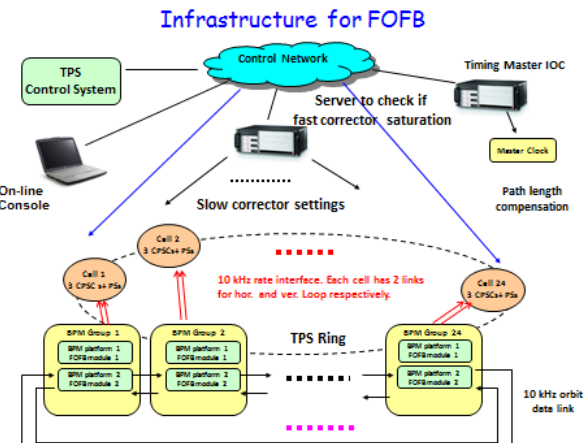 Infrastructure for FOFB
Control Network
TPS
Control System
Timing Master IOC
Server to check if
fast corrector saturation
Master Clock
On-line
Console
Path length
compensation
Slow corrector settings
Cell 2
3 CPSCs+ PSs
Cell 1
3 CPSC s+ PSs
Cell 24
3 CPSCs+ PSs
10 kHz rate interface. Each cell has 2 links
for hor. and ver. Loop respectively.
BPM Group 1
BPM platform 1
FOFB module 1
BPM platform 2
FOFB module 2
BPM Group 2
BPM platform 1
FOFB module 1
BPM platform 2
FOFB module 2
TPS Ring
BPM Group 24
BPM platform 1
FOFB module 1
BPM platform 2
FOFB module 2
10 kHz orbit
data link